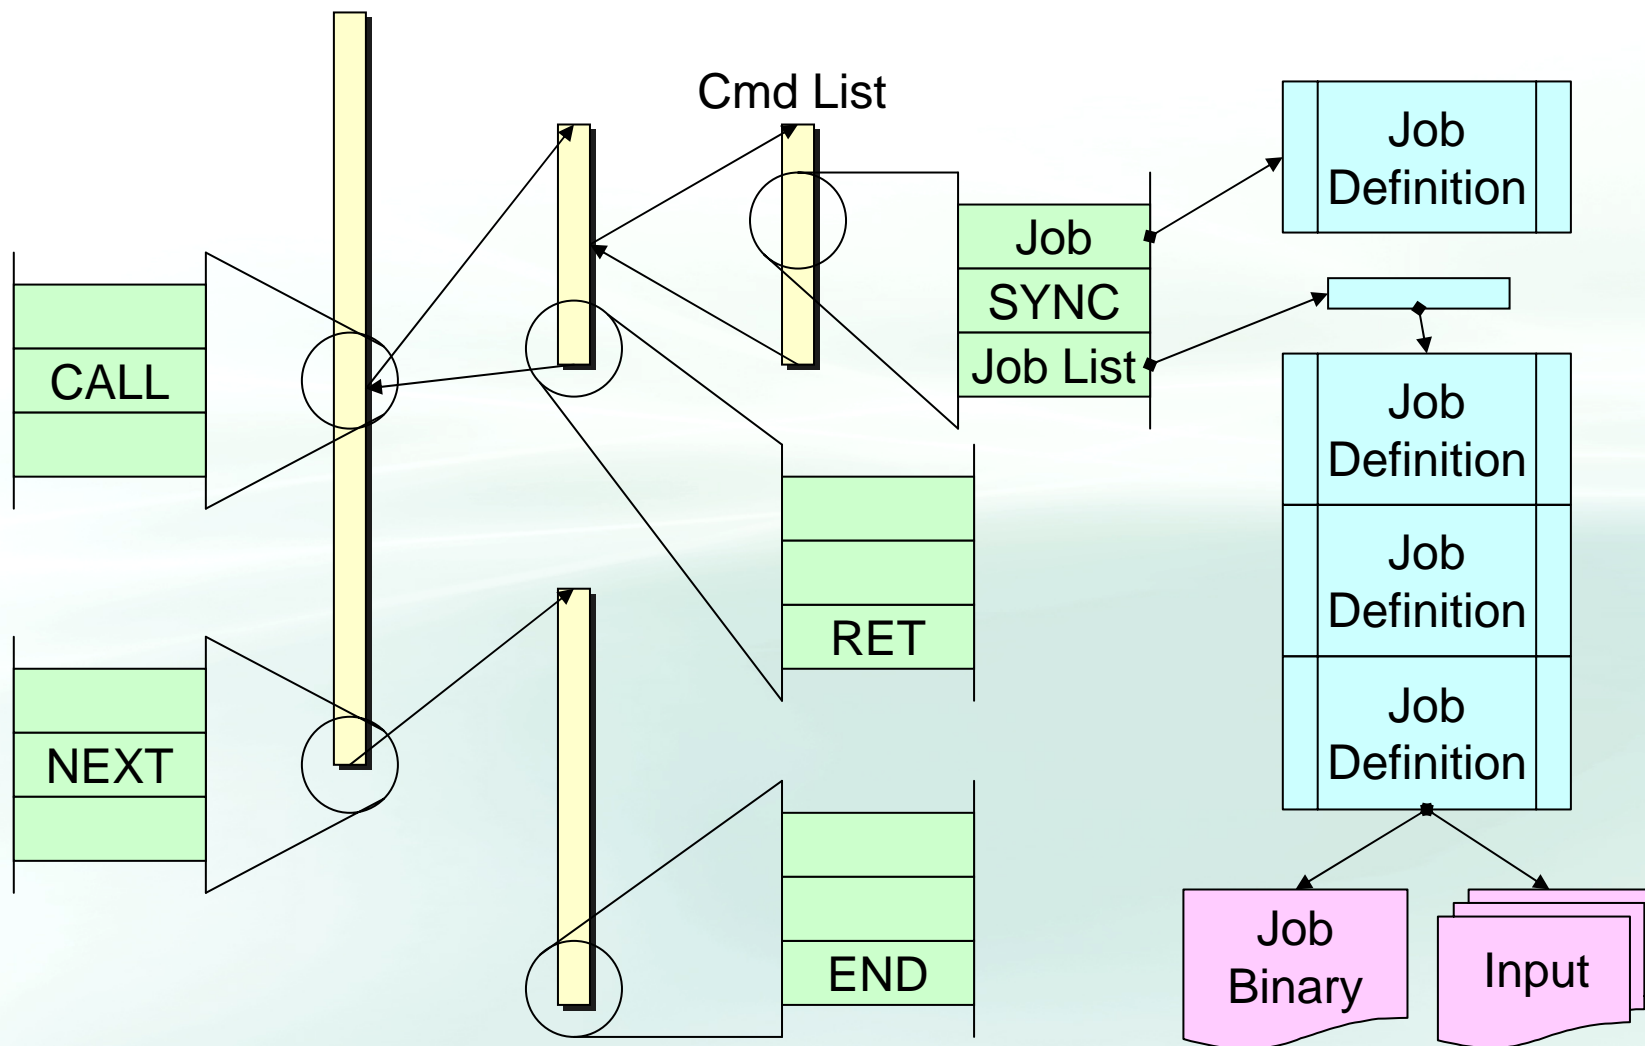 Cmd List
Job
Definition
Job
SYNC
Job List
CALL
Job
Definition
Job
Definition
RET
Job
Definition
NEXT
END
Job
Binary
Input